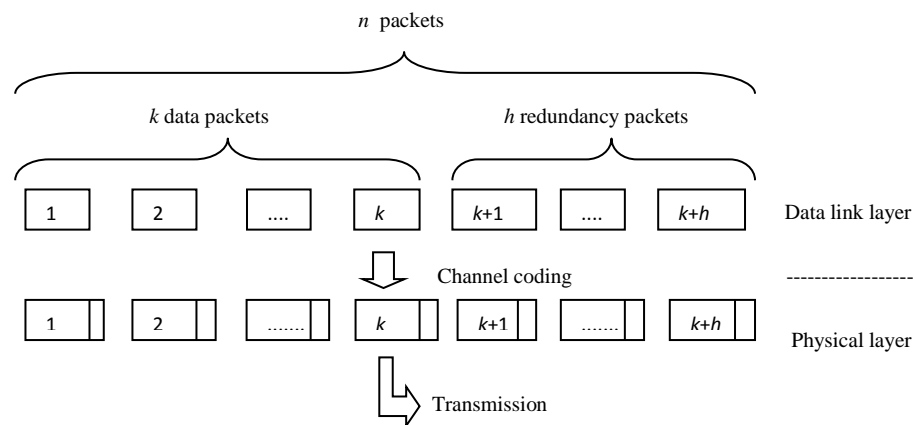 n packets
k data packets
h redundancy packets
1 2 .... k k+1 .... k+h
Data link layer
Channel coding
------------------
1 2 ....... k k+1 ....... k+h
Physical layer
Transmission